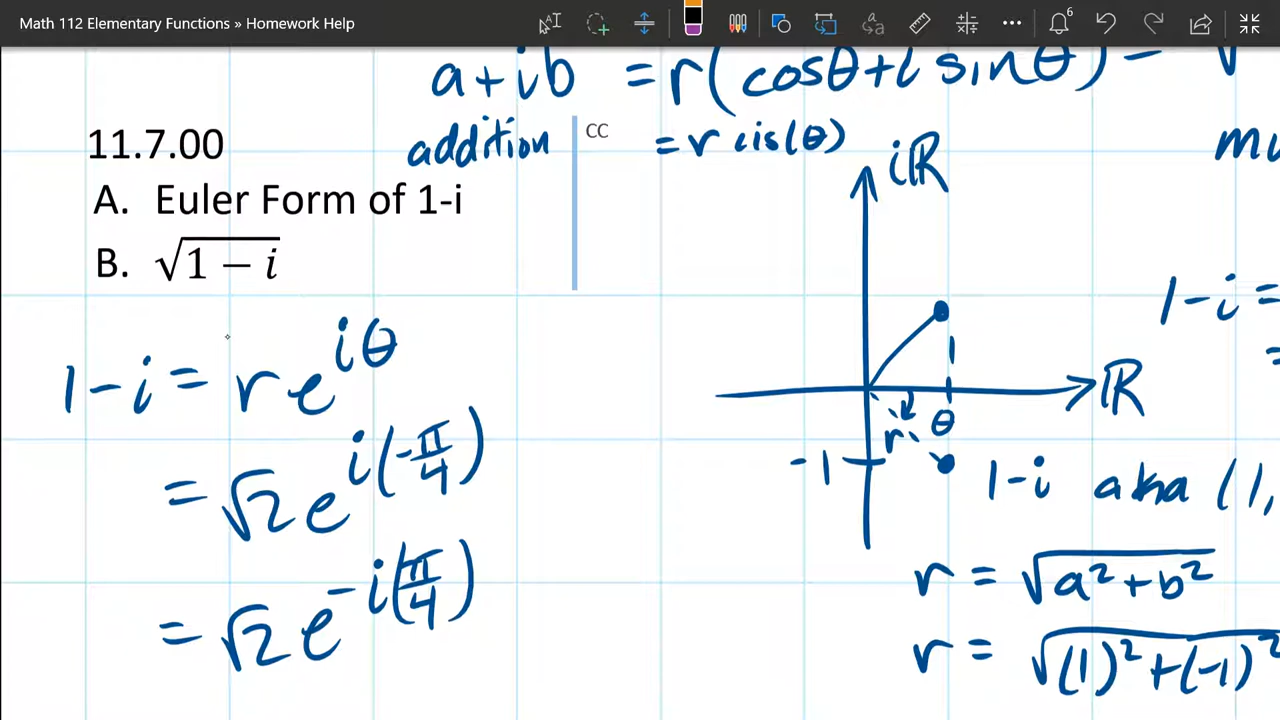 Math 112 Elementary Functions » Homework Help
6
a+ib = r(cosθ+i sinθ) =
11.7.00
addition
CC
= r cis(θ)
iℝ
A. Euler Form of 1-i
B. √1 − i
1-i =
1-i = re^iθ
ℝ
θ
r
= √2 e^i(-π/4)
-1
1-i aka (1,
r = √a²+b²
= √2 e^-i(π/4)
r = √(1)²+(-1)²